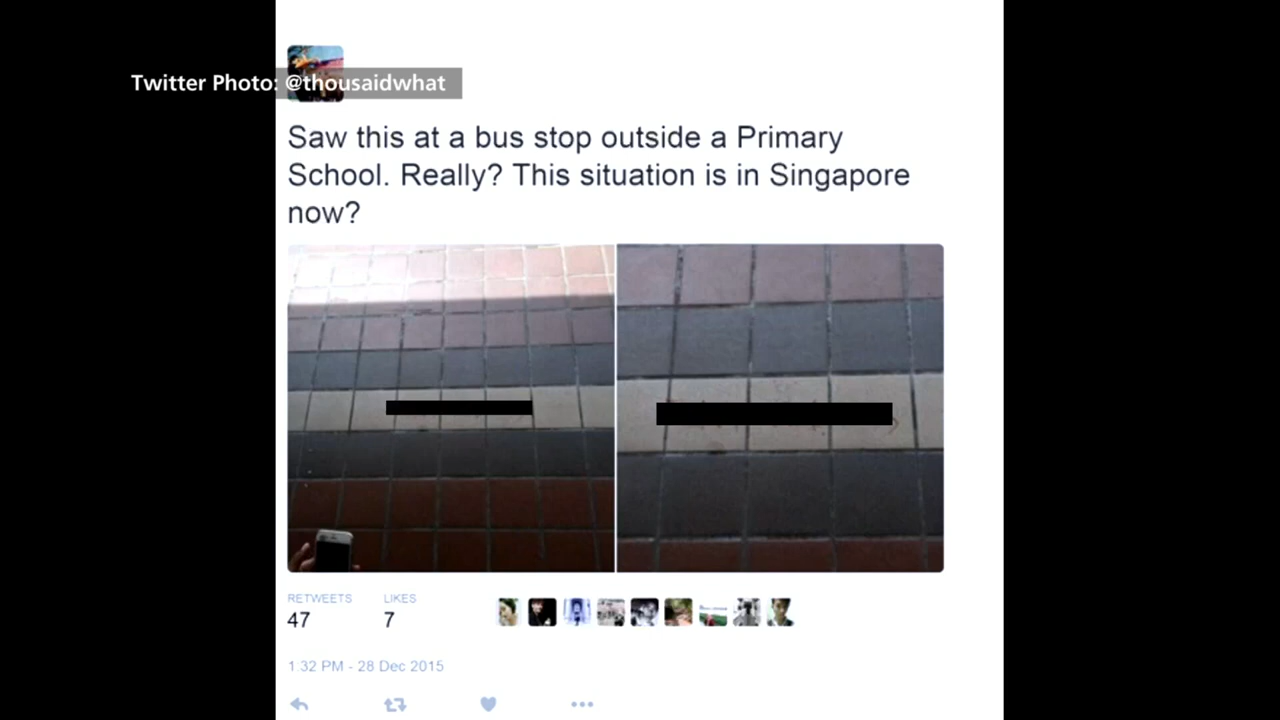 Twitter Photo: @thousaidwhat
Saw this at a bus stop outside a Primary
School. Really? This situation is in Singapore
now?
RETWEETS
47
LIKES
7
1:32 PM - 28 Dec 2015